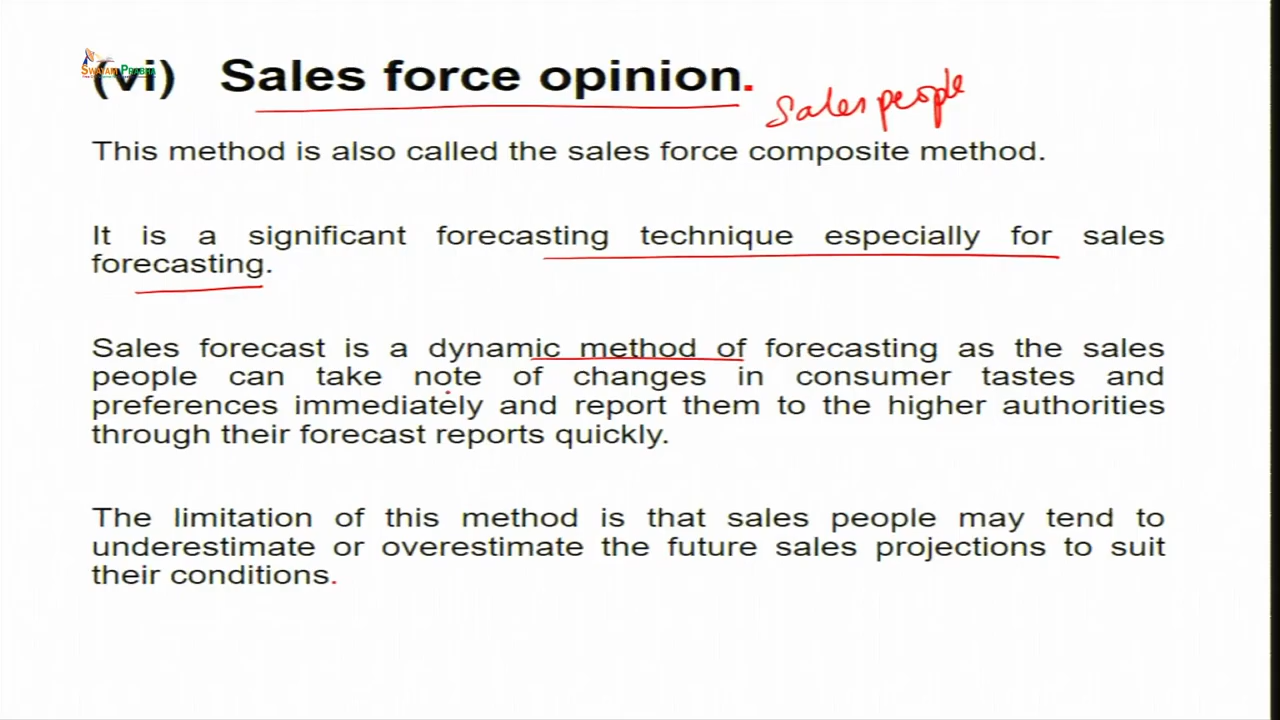 SWAYAM PRABHA
(vi) Sales force opinion.
Sales people
This method is also called the sales force composite method.
It is a significant forecasting technique especially for sales
forecasting.
Sales forecast is a dynamic method of forecasting as the sales
people can take note of changes in consumer tastes and
preferences immediately and report them to the higher authorities
through their forecast reports quickly.
The limitation of this method is that sales people may tend to
underestimate or overestimate the future sales projections to suit
their conditions.